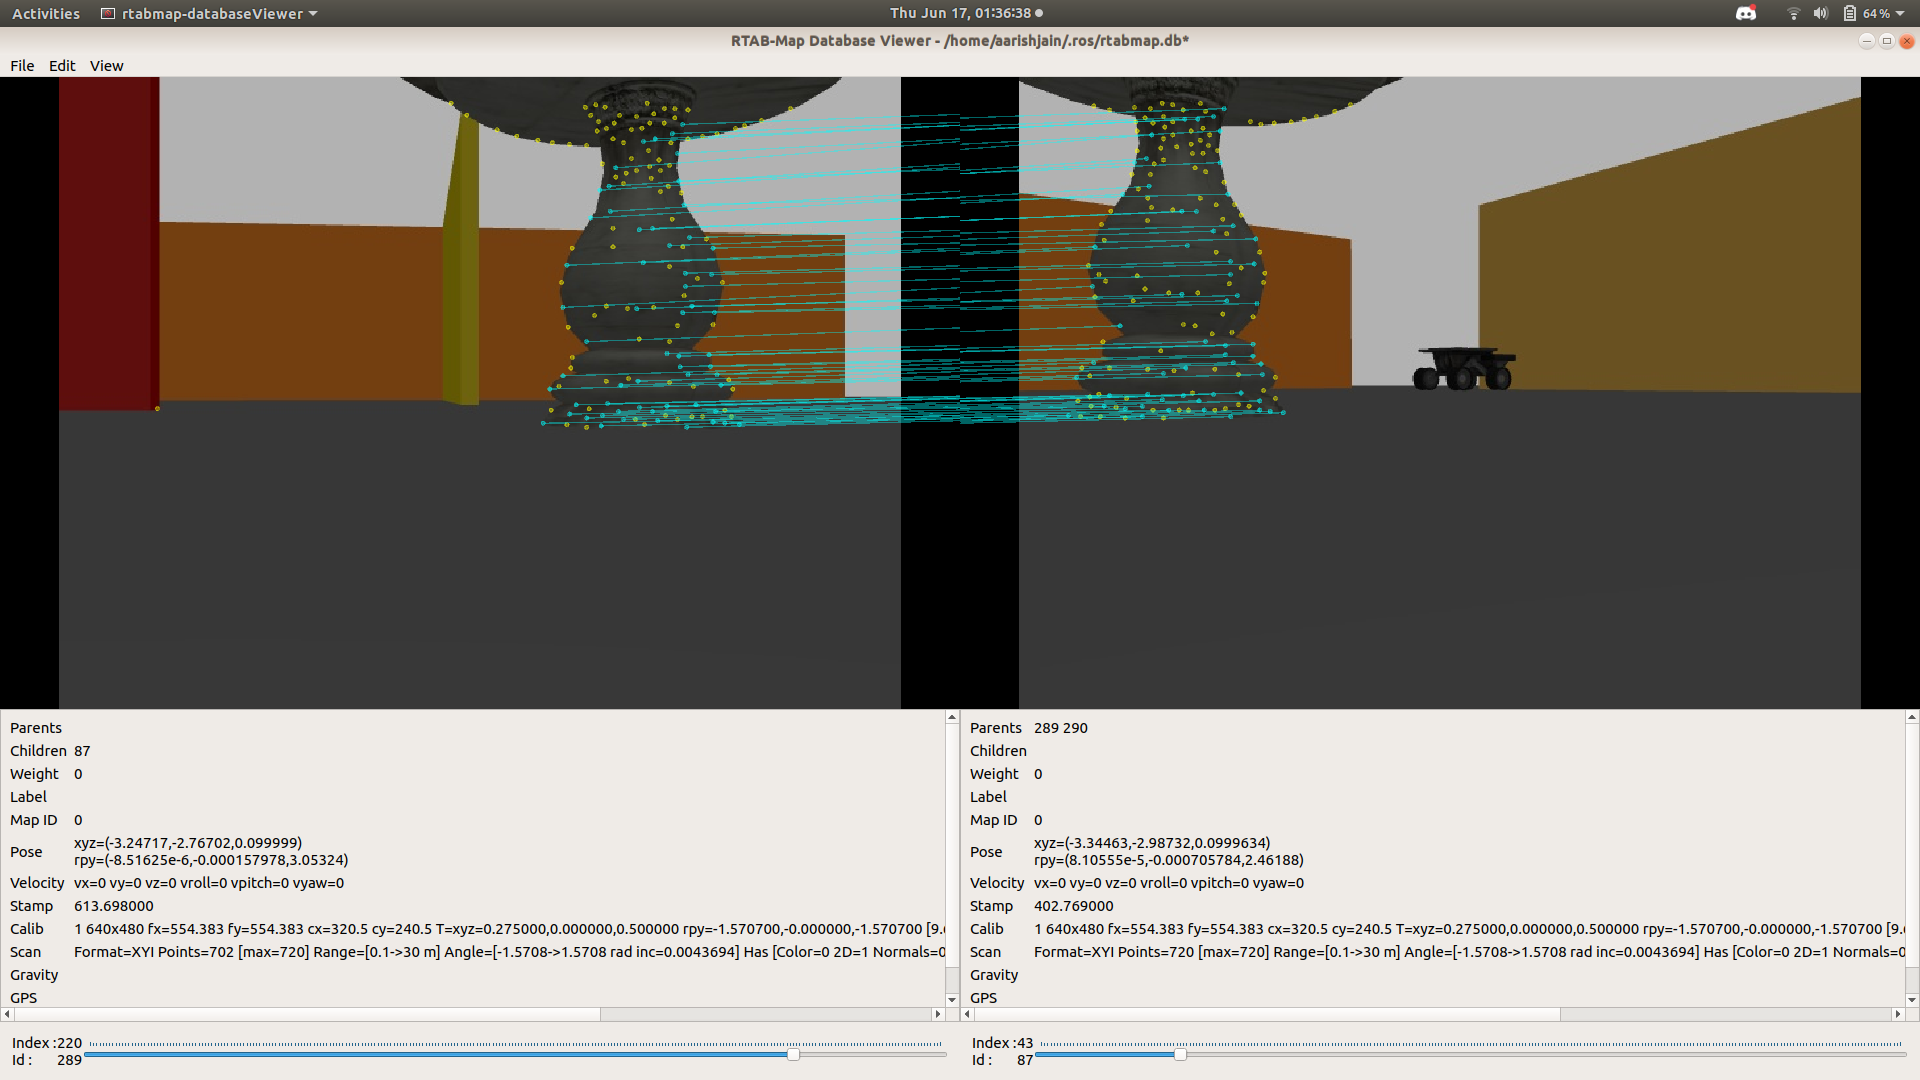 Activities rtabmap-databaseViewer Thu Jun 17, 01:36:38 64 %
RTAB-Map Database Viewer - /home/aarishjain/.ros/rtabmap.db*
File Edit View
Parents
Children 87
Weight 0
Label
Map ID 0
Pose xyz=(-3.24717,-2.76702,0.099999)
rpy=(-8.51625e-6,-0.000157978,3.05324)
Velocity vx=0 vy=0 vz=0 vroll=0 vpitch=0 vyaw=0
Stamp 613.698000
Calib 1 640x480 fx=554.383 fy=554.383 cx=320.5 cy=240.5 T=xyz=0.275000,0.000000,0.500000 rpy=-1.570700,-0.000000,-1.570700 [9.
Scan Format=XYI Points=702 [max=720] Range=[0.1->30 m] Angle=[-1.5708->1.5708 rad inc=0.0043694] Has [Color=0 2D=1 Normals=0
Gravity
GPS
Index :220
Id : 289
Parents 289 290
Children
Weight 0
Label
Map ID 0
Pose xyz=(-3.34463,-2.98732,0.0999634)
rpy=(8.10555e-5,-0.000705784,2.46188)
Velocity vx=0 vy=0 vz=0 vroll=0 vpitch=0 vyaw=0
Stamp 402.769000
Calib 1 640x480 fx=554.383 fy=554.383 cx=320.5 cy=240.5 T=xyz=0.275000,0.000000,0.500000 rpy=-1.570700,-0.000000,-1.570700 [9.
Scan Format=XYI Points=720 [max=720] Range=[0.1->30 m] Angle=[-1.5708->1.5708 rad inc=0.0043694] Has [Color=0 2D=1 Normals=0
Gravity
GPS
Index :43
Id : 87